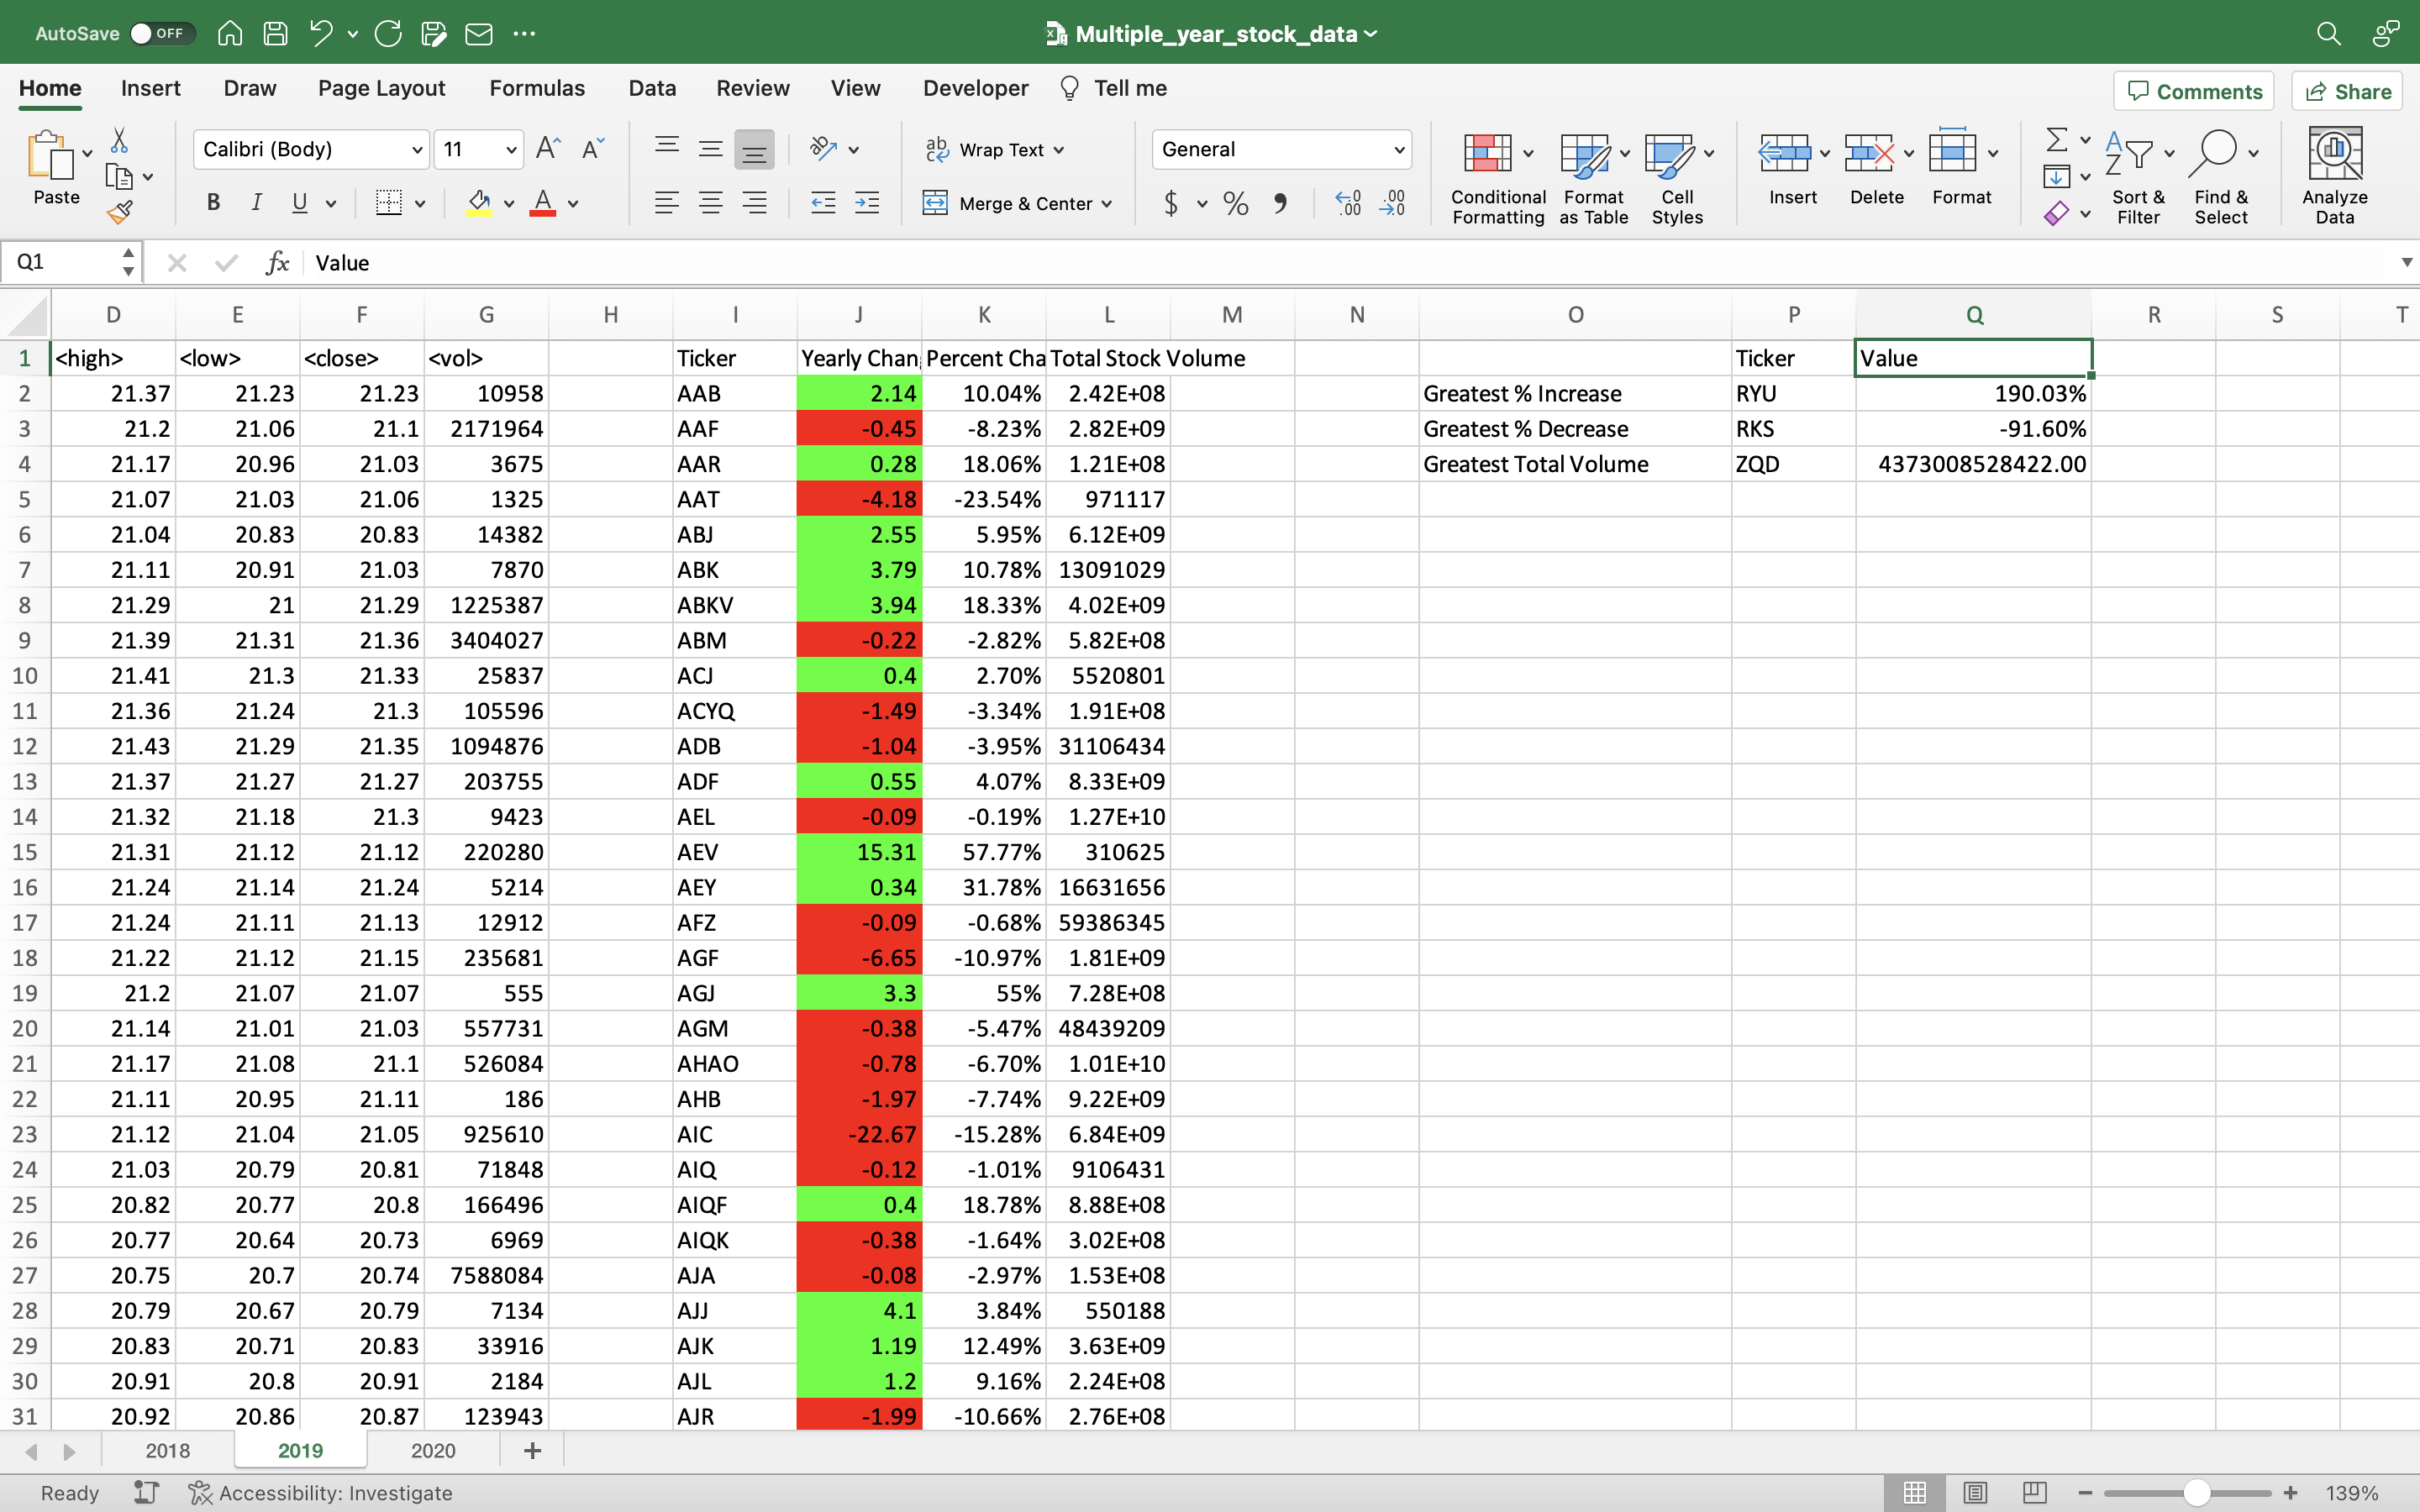 AutoSave OFF Multiple_year_stock_data
Home Insert Draw Page Layout Formulas Data Review View Developer Tell me Comments Share
Paste Calibri (Body) 11 Wrap Text General Conditional Formatting Format as Table Cell Styles Insert Delete Format Sort & Filter Find & Select Analyze Data
B I U A Merge & Center $ %
Q1 fx Value
D E F G H I J K L M N O P Q R S T
1 <high> <low> <close> <vol> Ticker Yearly Chan Percent Cha Total Stock Volume Ticker Value
2 21.37 21.23 21.23 10958 AAB 2.14 10.04% 2.42E+08 Greatest % Increase RYU 190.03%
3 21.2 21.06 21.1 2171964 AAF -0.45 -8.23% 2.82E+09 Greatest % Decrease RKS -91.60%
4 21.17 20.96 21.03 3675 AAR 0.28 18.06% 1.21E+08 Greatest Total Volume ZQD 4373008528422.00
5 21.07 21.03 21.06 1325 AAT -4.18 -23.54% 971117
6 21.04 20.83 20.83 14382 ABJ 2.55 5.95% 6.12E+09
7 21.11 20.91 21.03 7870 ABK 3.79 10.78% 13091029
8 21.29 21 21.29 1225387 ABKV 3.94 18.33% 4.02E+09
9 21.39 21.31 21.36 3404027 ABM -0.22 -2.82% 5.82E+08
10 21.41 21.3 21.33 25837 ACJ 0.4 2.70% 5520801
11 21.36 21.24 21.3 105596 ACYQ -1.49 -3.34% 1.91E+08
12 21.43 21.29 21.35 1094876 ADB -1.04 -3.95% 31106434
13 21.37 21.27 21.27 203755 ADF 0.55 4.07% 8.33E+09
14 21.32 21.18 21.3 9423 AEL -0.09 -0.19% 1.27E+10
15 21.31 21.12 21.12 220280 AEV 15.31 57.77% 310625
16 21.24 21.14 21.24 5214 AEY 0.34 31.78% 16631656
17 21.24 21.11 21.13 12912 AFZ -0.09 -0.68% 59386345
18 21.22 21.12 21.15 235681 AGF -6.65 -10.97% 1.81E+09
19 21.2 21.07 21.07 555 AGJ 3.3 55% 7.28E+08
20 21.14 21.01 21.03 557731 AGM -0.38 -5.47% 48439209
21 21.17 21.08 21.1 526084 AHAO -0.78 -6.70% 1.01E+10
22 21.11 20.95 21.11 186 AHB -1.97 -7.74% 9.22E+09
23 21.12 21.04 21.05 925610 AIC -22.67 -15.28% 6.84E+09
24 21.03 20.79 20.81 71848 AIQ -0.12 -1.01% 9106431
25 20.82 20.77 20.8 166496 AIQF 0.4 18.78% 8.88E+08
26 20.77 20.64 20.73 6969 AIQK -0.38 -1.64% 3.02E+08
27 20.75 20.7 20.74 7588084 AJA -0.08 -2.97% 1.53E+08
28 20.79 20.67 20.79 7134 AJJ 4.1 3.84% 550188
29 20.83 20.71 20.83 33916 AJK 1.19 12.49% 3.63E+09
30 20.91 20.8 20.91 2184 AJL 1.2 9.16% 2.24E+08
31 20.92 20.86 20.87 123943 AJR -1.99 -10.66% 2.76E+08
2018 2019 2020 +
Ready Accessibility: Investigate 139%